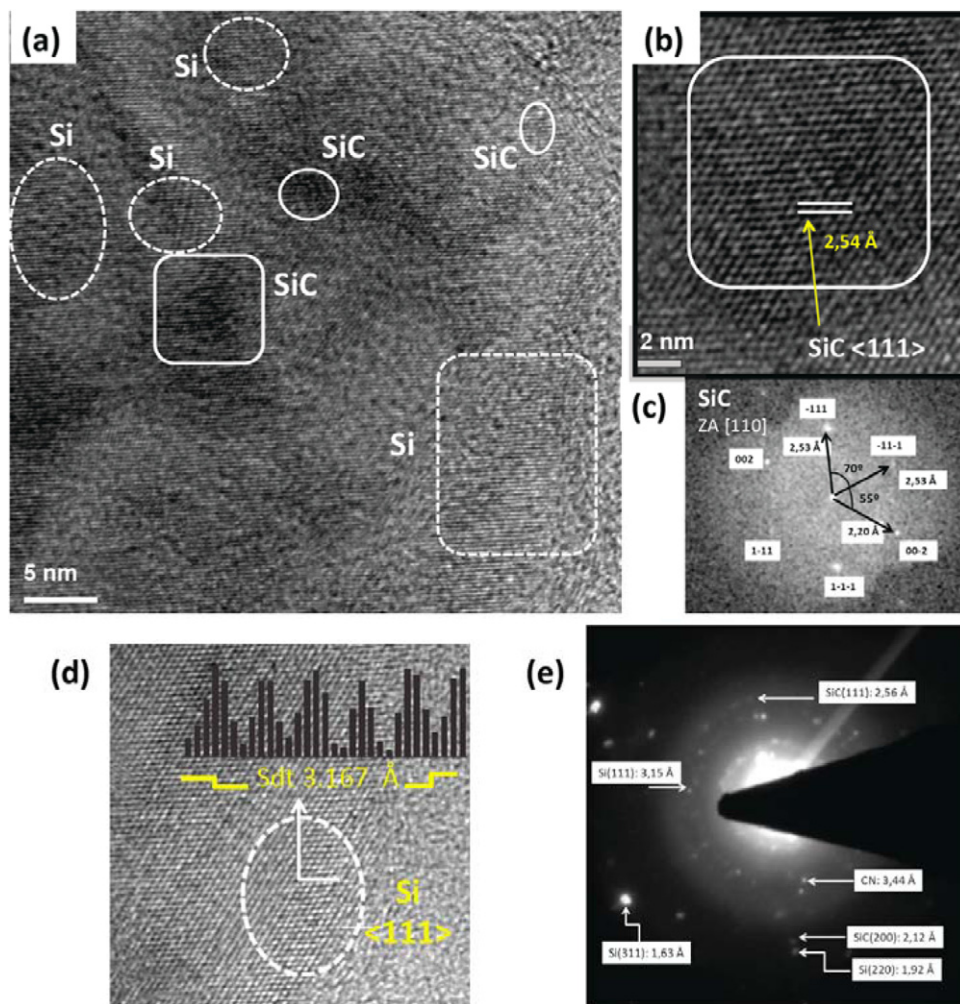 (a)
Si
Si
Si
SiC
SiC
SiC
Si
5 nm
(b)
2,54 Å
2 nm
SiC <111>
(c)
SiC
ZA [110]
-111
002
2,53 Å
-11-1
70º
2,53 Å
55º
2,20 Å
1-11
00-2
1-1-1
(d)
Sdt 3.167 Å
Si
<111>
(e)
SiC(111): 2,56 Å
Si(111): 3,15 Å
CN: 3,44 Å
SiC(200): 2,12 Å
Si(311): 1,63 Å
Si(220): 1,92 Å